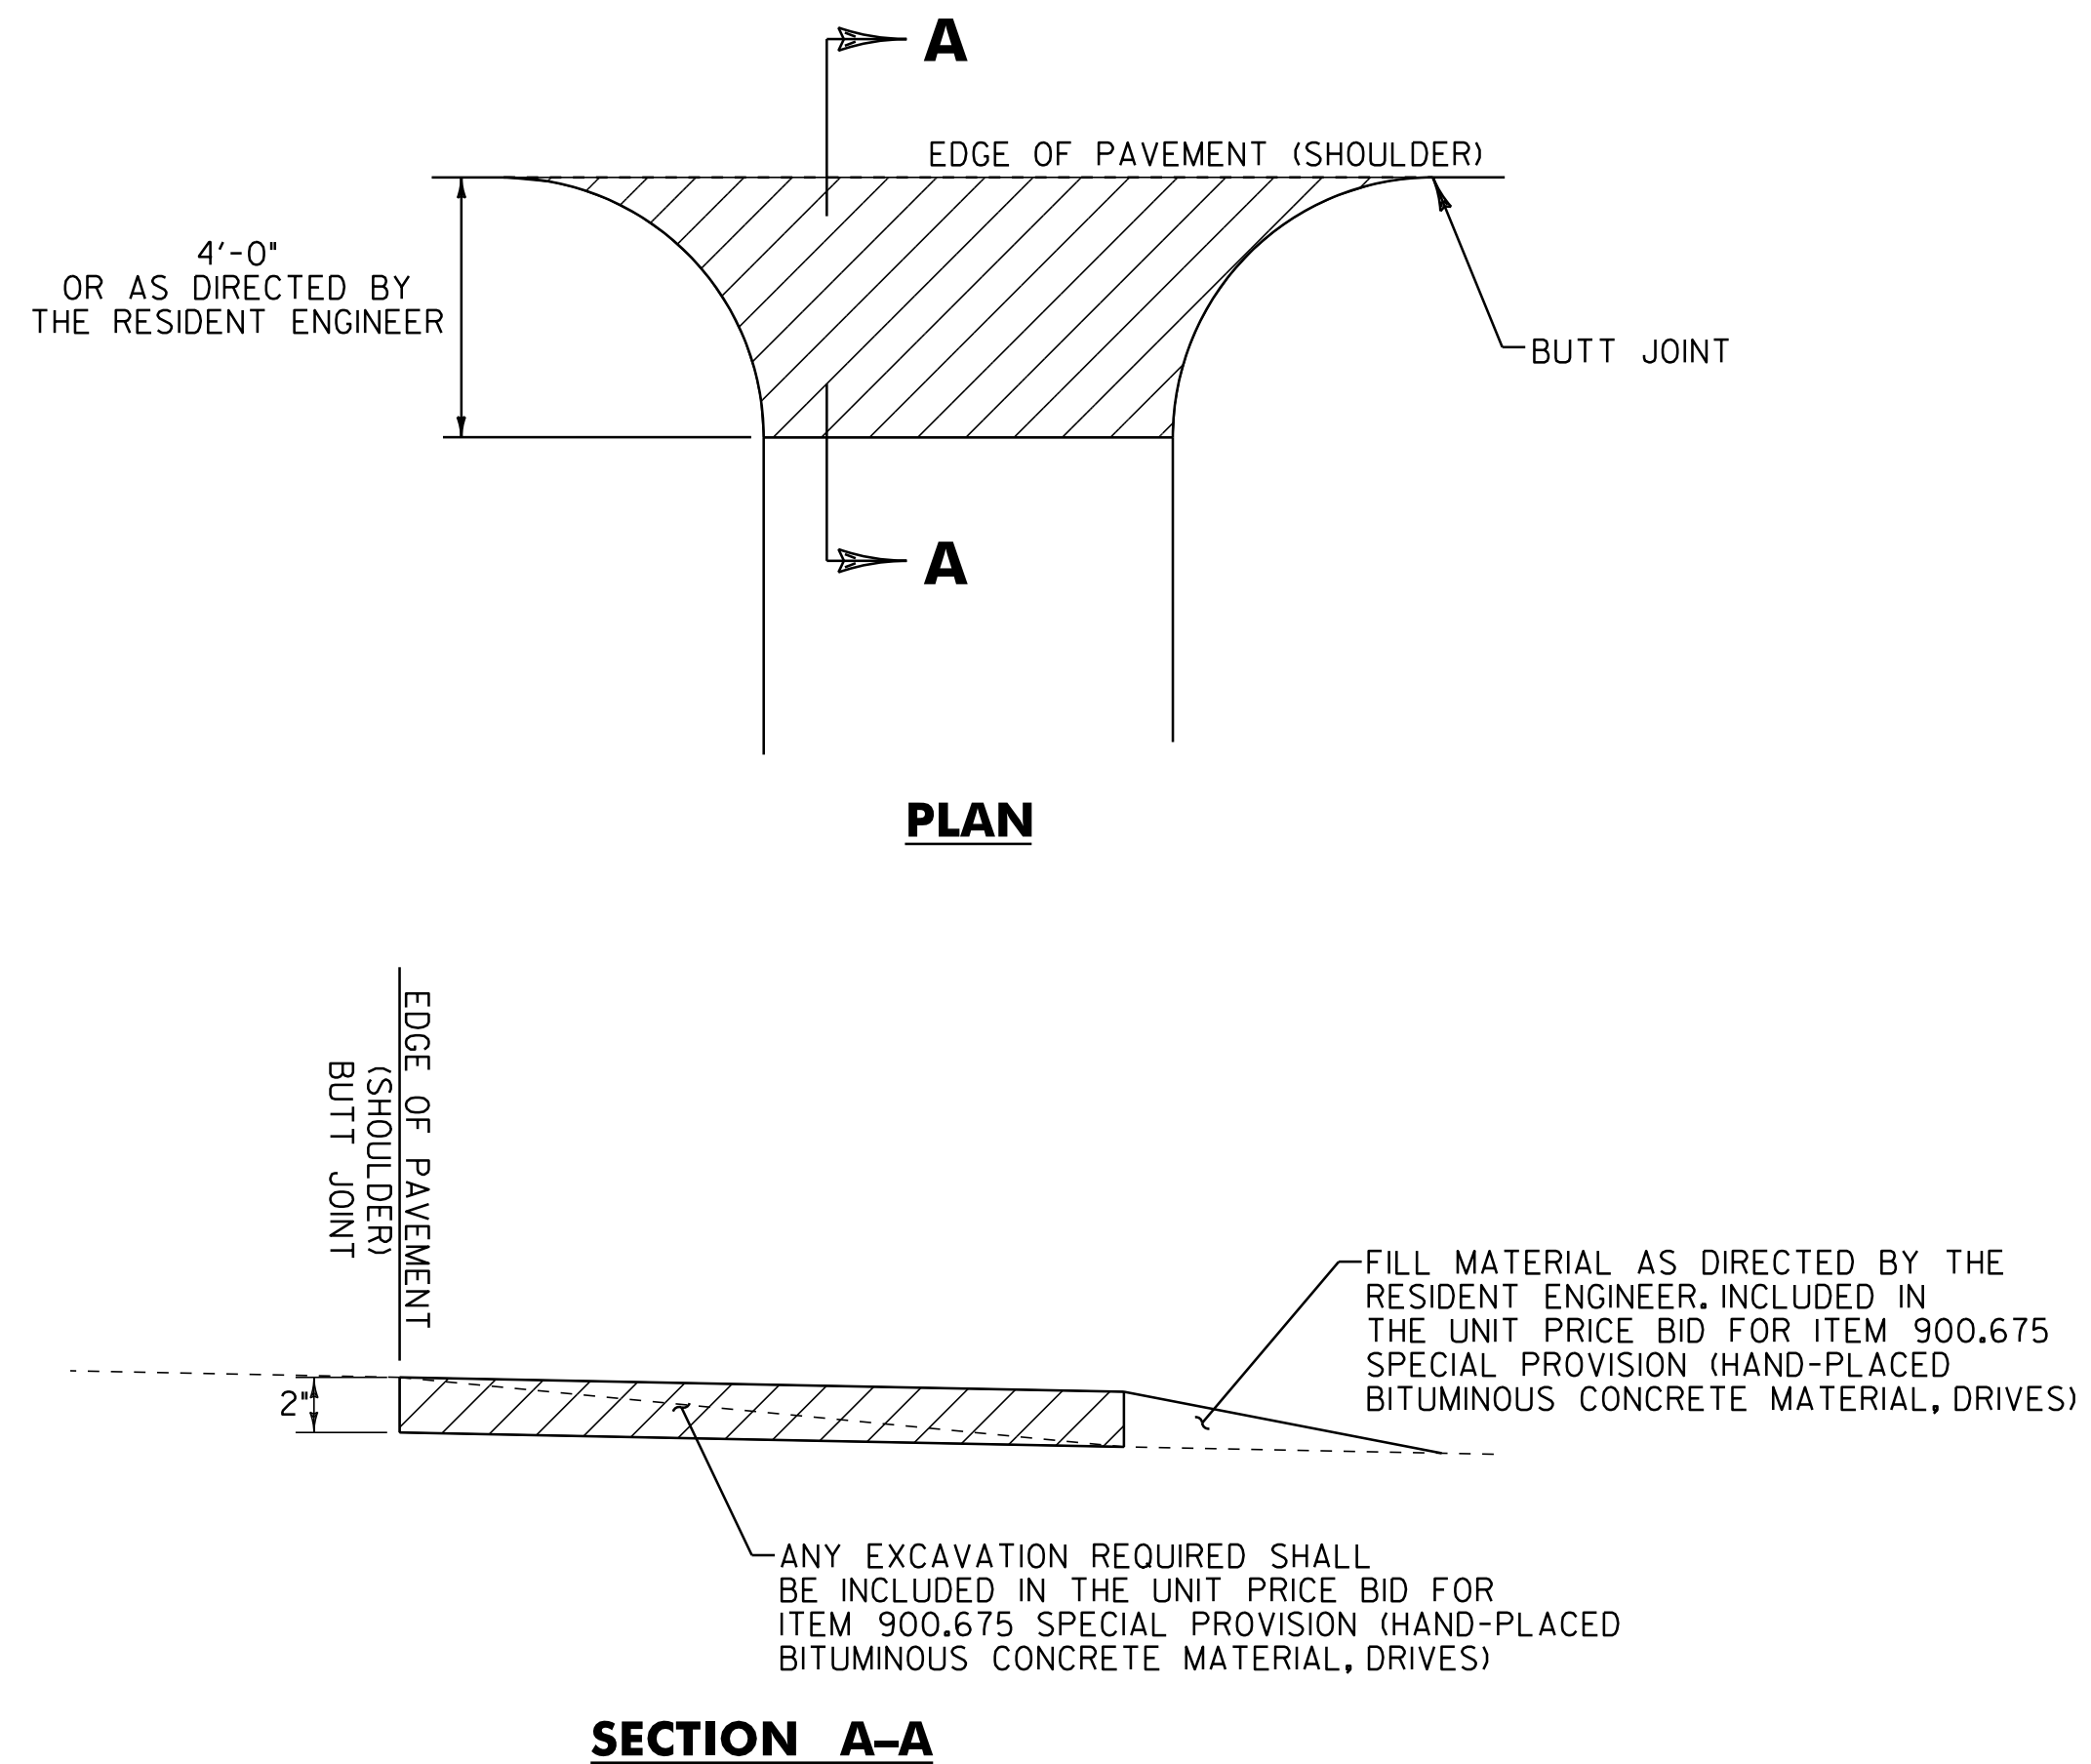 A
EDGE OF PAVEMENT (SHOULDER)
4'-0"
OR AS DIRECTED BY
THE RESIDENT ENGINEER
BUTT JOINT
A
PLAN
EDGE OF PAVEMENT
(SHOULDER)
BUTT JOINT
2"
FILL MATERIAL AS DIRECTED BY THE
RESIDENT ENGINEER. INCLUDED IN
THE UNIT PRICE BID FOR ITEM 900.675
SPECIAL PROVISION (HAND-PLACED
BITUMINOUS CONCRETE MATERIAL, DRIVES)
ANY EXCAVATION REQUIRED SHALL
BE INCLUDED IN THE UNIT PRICE BID FOR
ITEM 900.675 SPECIAL PROVISION (HAND-PLACED
BITUMINOUS CONCRETE MATERIAL, DRIVES)
SECTION A–A